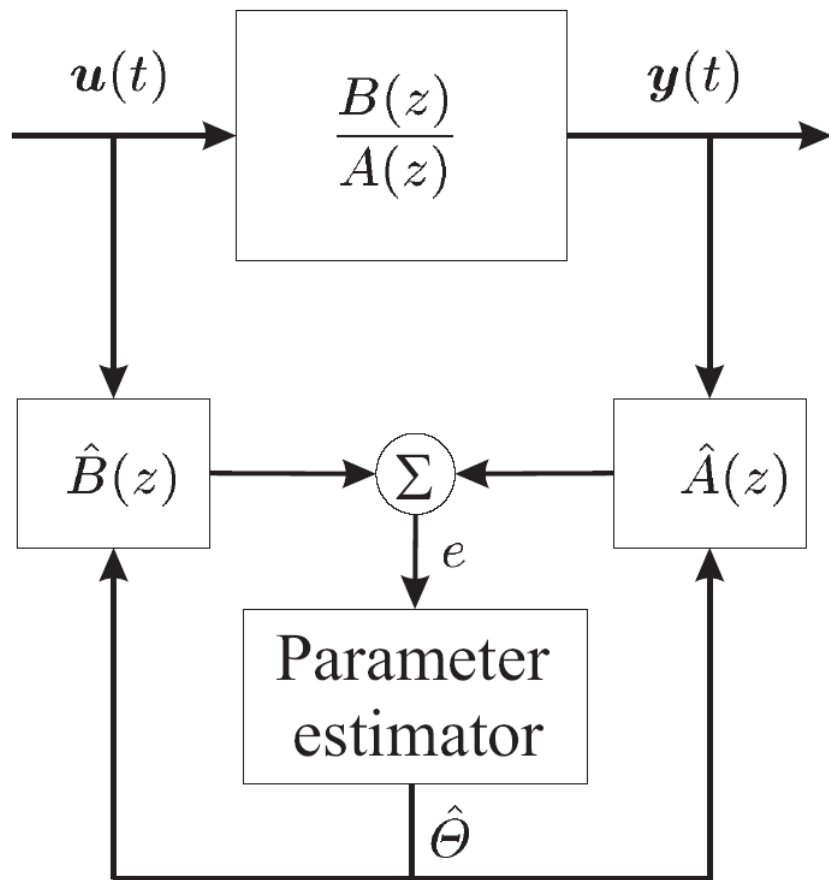 u(t)
y(t)
B(z)
A(z)
B̂(z)
Σ
Â(z)
e
Parameter
estimator
Θ̂